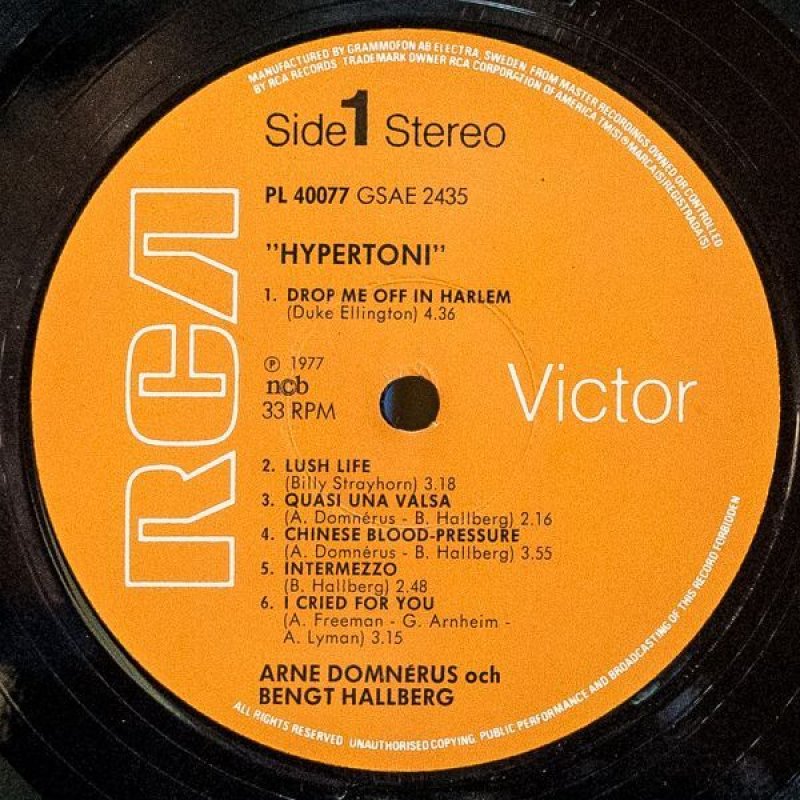 MANUFACTURED BY GRAMMOFON AB ELECTRA, SWEDEN, FROM MASTER RECORDINGS OWNED OR CONTROLLED
BY RCA RECORDS TRADEMARK OWNER RCA CORPORATION OF AMERICA TM(S)® MARCA(S) REGISTRADA(S)
Side 1 Stereo
PL 40077 GSAE 2435
"HYPERTONI"
1. DROP ME OFF IN HARLEM
(Duke Ellington) 4.36
℗ 1977
ncb
33 RPM
RCA
Victor
2. LUSH LIFE
(Billy Strayhorn) 3.18
3. QUASI UNA VALSA
(A. Domnérus - B. Hallberg) 2.16
4. CHINESE BLOOD-PRESSURE
(A. Domnérus - B. Hallberg) 3.55
5. INTERMEZZO
(B. Hallberg) 2.48
6. I CRIED FOR YOU
(A. Freeman - G. Arnheim -
A. Lyman) 3.15
ARNE DOMNÉRUS och
BENGT HALLBERG
ALL RIGHTS RESERVED UNAUTHORISED COPYING, PUBLIC PERFORMANCE AND BROADCASTING OF THIS RECORD FORBIDDEN